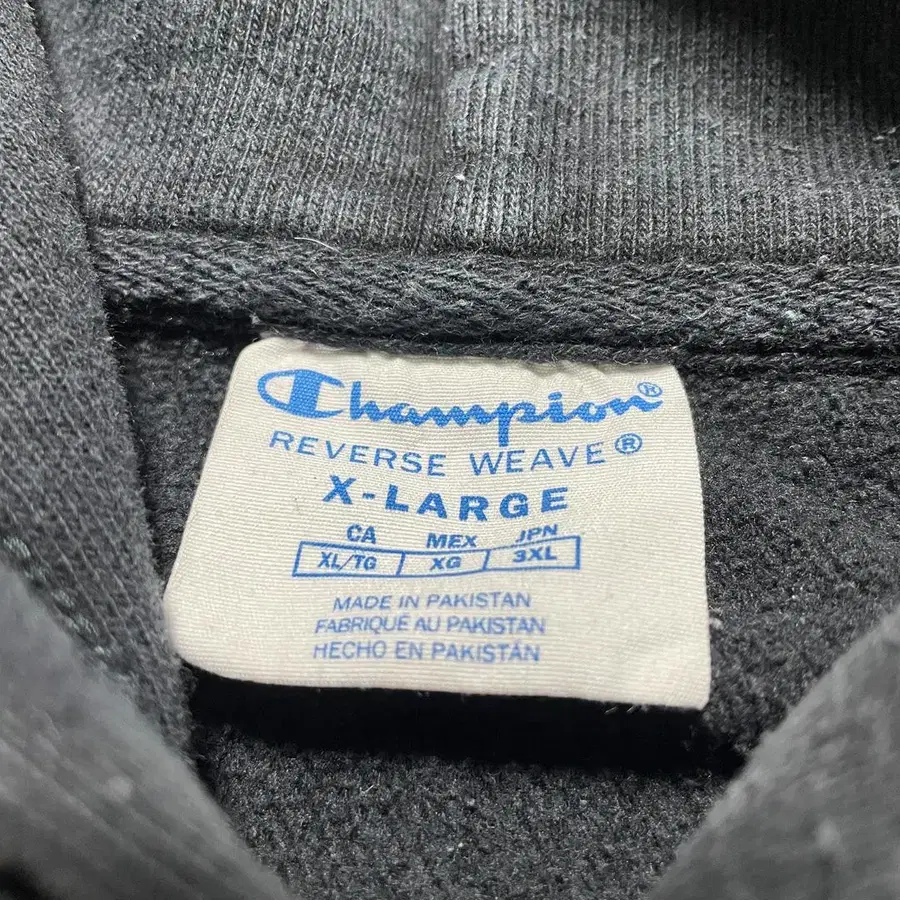 Champion®
REVERSE WEAVE®
X-LARGE
CA MEX JPN
XL/TG XG 3XL
MADE IN PAKISTAN
FABRIQUÉ AU PAKISTAN
HECHO EN PAKISTÁN